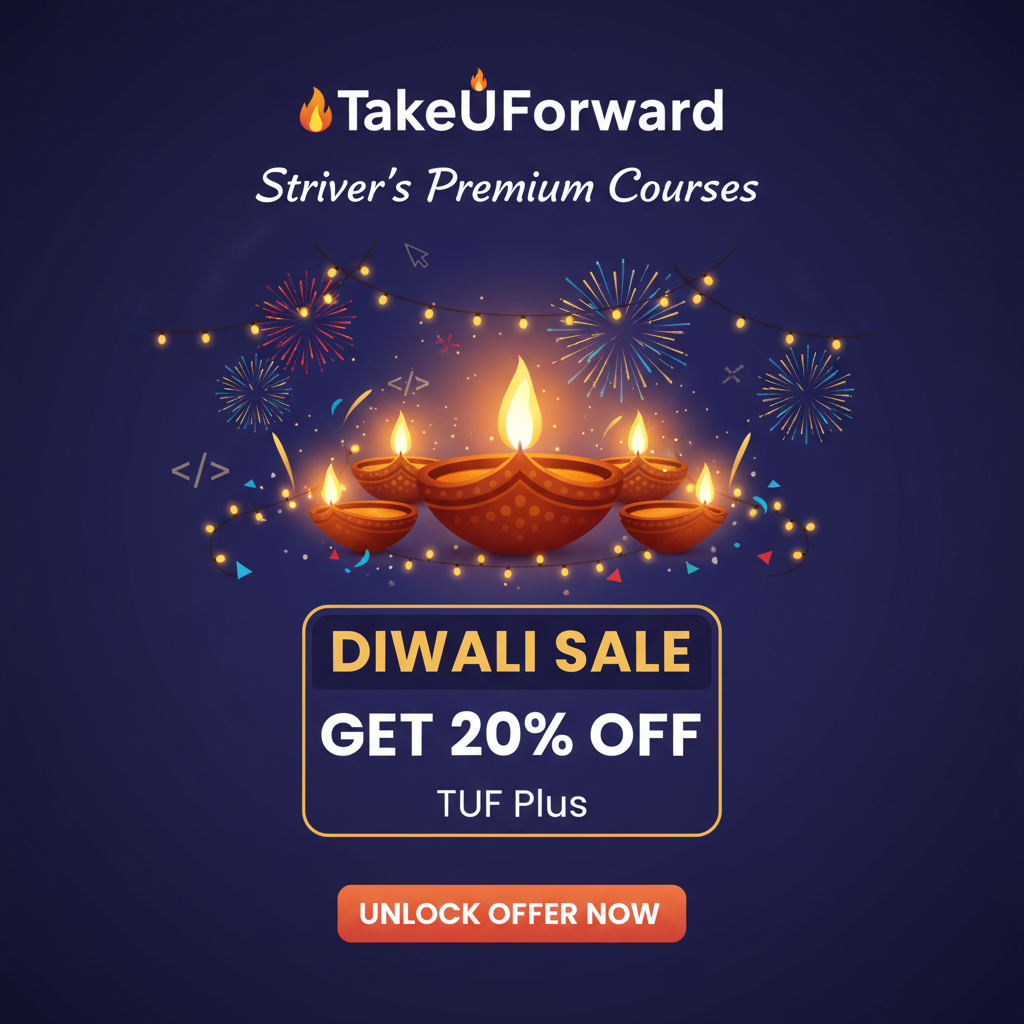 TakeUForward
Striver's Premium Courses
</>
</>
DIWALI SALE
GET 20% OFF
TUF Plus
UNLOCK OFFER NOW